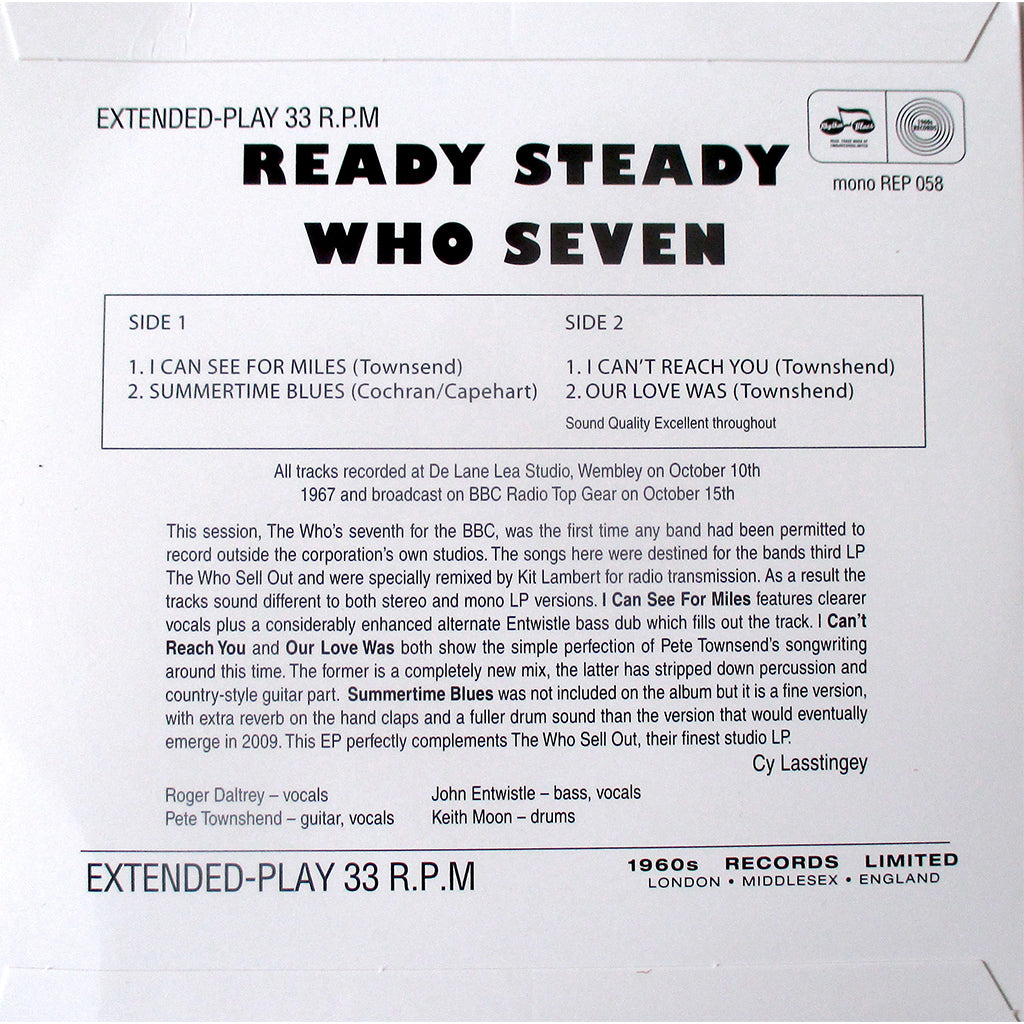 EXTENDED-PLAY 33 R.P.M
Rhythm and Blues
1960s
RECORDS
READY STEADY
mono REP 058
WHO SEVEN
SIDE 1
1. I CAN SEE FOR MILES (Townsend)
2. SUMMERTIME BLUES (Cochran/Capehart)
SIDE 2
1. I CAN'T REACH YOU (Townshend)
2. OUR LOVE WAS (Townshend)
Sound Quality Excellent throughout
All tracks recorded at De Lane Lea Studio, Wembley on October 10th
1967 and broadcast on BBC Radio Top Gear on October 15th
This session, The Who's seventh for the BBC, was the first time any band had been permitted to
record outside the corporation's own studios. The songs here were destined for the bands third LP
The Who Sell Out and were specially remixed by Kit Lambert for radio transmission. As a result the
tracks sound different to both stereo and mono LP versions. I Can See For Miles features clearer
vocals plus a considerably enhanced alternate Entwistle bass dub which fills out the track. I Can't
Reach You and Our Love Was both show the simple perfection of Pete Townsend's songwriting
around this time. The former is a completely new mix, the latter has stripped down percussion and
country-style guitar part. Summertime Blues was not included on the album but it is a fine version,
with extra reverb on the hand claps and a fuller drum sound than the version that would eventually
emerge in 2009. This EP perfectly complements The Who Sell Out, their finest studio LP.
Cy Lasstingey
Roger Daltrey – vocals
Pete Townshend – guitar, vocals
John Entwistle – bass, vocals
Keith Moon – drums
EXTENDED-PLAY 33 R.P.M
1960s RECORDS LIMITED
LONDON • MIDDLESEX • ENGLAND